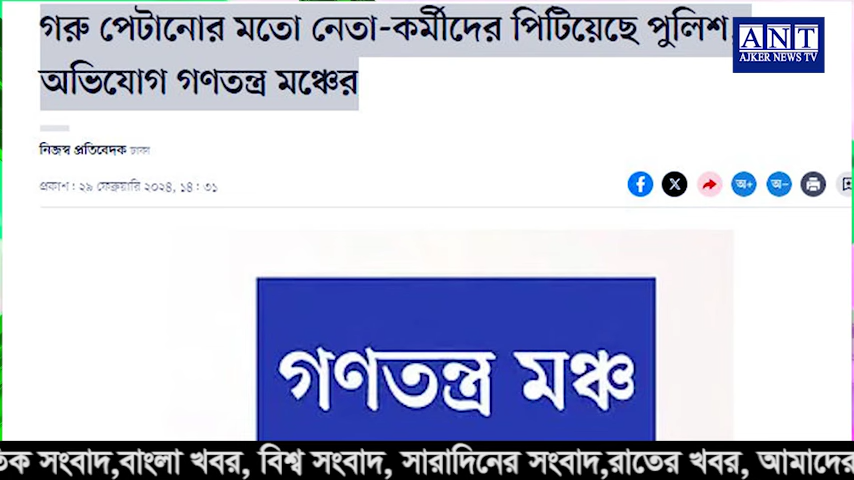 গরু পেটানোর মতো নেতা-কর্মীদের পিটিয়েছে পুলিশ,
অভিযোগ গণতন্ত্র মঞ্চের
ANT
AJKER NEWS TV
নিজস্ব প্রতিবেদক ঢাকা
প্রকাশ: ২৯ ফেব্রুয়ারি ২০২৪, ১৪: ৩১
অ+ অ-
গণতন্ত্র মঞ্চ
সংবাদ,বাংলা খবর, বিশ্ব সংবাদ, সারাদিনের সংবাদ,রাতের খবর, আমাদের